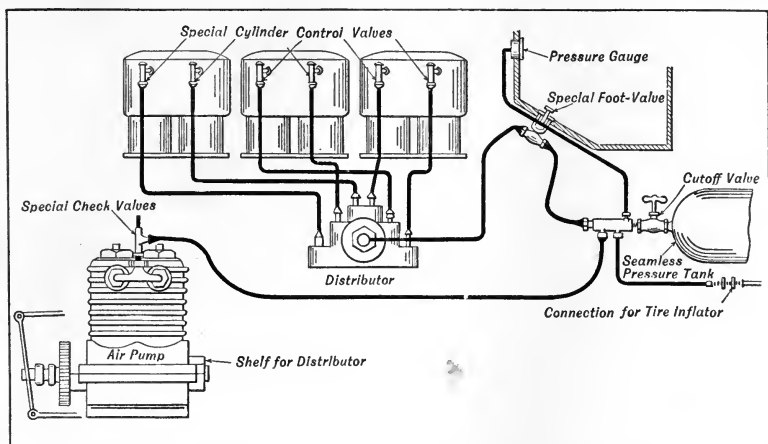 Special Cylinder Control Valves
Pressure Gauge
Special Foot-Valve
Special Check Valves
Cutoff Valve
Seamless
Pressure Tank
Distributor
Connection for Tire Inflator
Air Pump
Shelf for Distributor